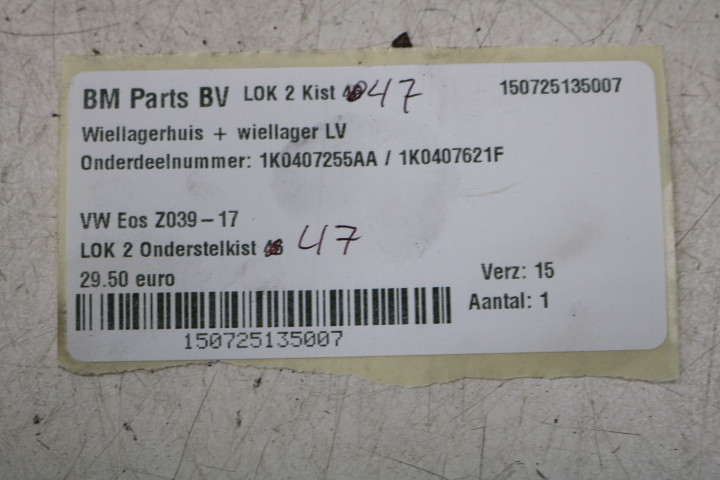 BM Parts BV LOK 2 Kist 47 150725135007
Wiellagerhuis + wiellager LV
Onderdeelnummer: 1K0407255AA / 1K0407621F
VW Eos Z039-17
LOK 2 Onderstelkist 47
29.50 euro
Verz: 15
Aantal: 1
150725135007